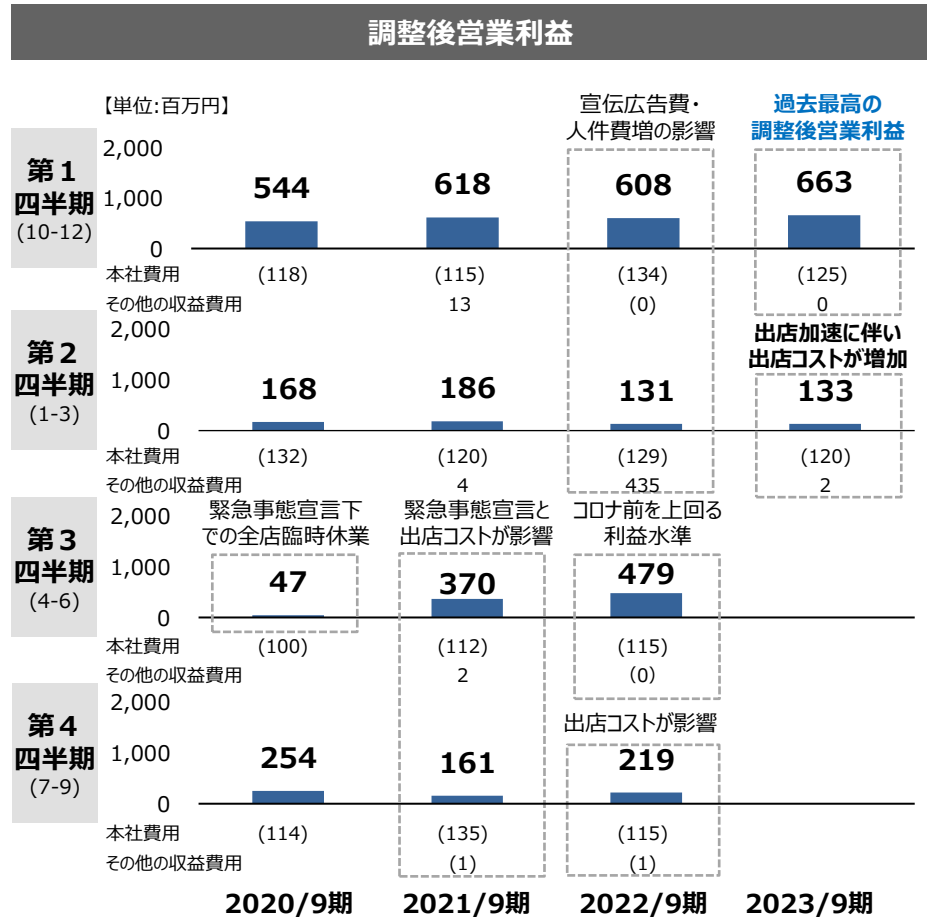 調整後営業利益
【単位:百万円】
宣伝広告費・
人件費増の影響
過去最高の
調整後営業利益
第１
四半期
(10-12)
2,000
1,000
0
544
618
608
663
本社費用
(118)
(115)
(134)
(125)
その他の収益費用
13
(0)
0
出店加速に伴い
出店コストが増加
第２
四半期
(1-3)
2,000
1,000
0
168
186
131
133
本社費用
(132)
(120)
(129)
(120)
その他の収益費用
4
435
2
緊急事態宣言下
での全店臨時休業
緊急事態宣言と
出店コストが影響
コロナ前を上回る
利益水準
第３
四半期
(4-6)
2,000
1,000
0
47
370
479
本社費用
(100)
(112)
(115)
その他の収益費用
2
(0)
出店コストが影響
第４
四半期
(7-9)
2,000
1,000
0
254
161
219
本社費用
(114)
(135)
(115)
その他の収益費用
(1)
(1)
2020/9期
2021/9期
2022/9期
2023/9期